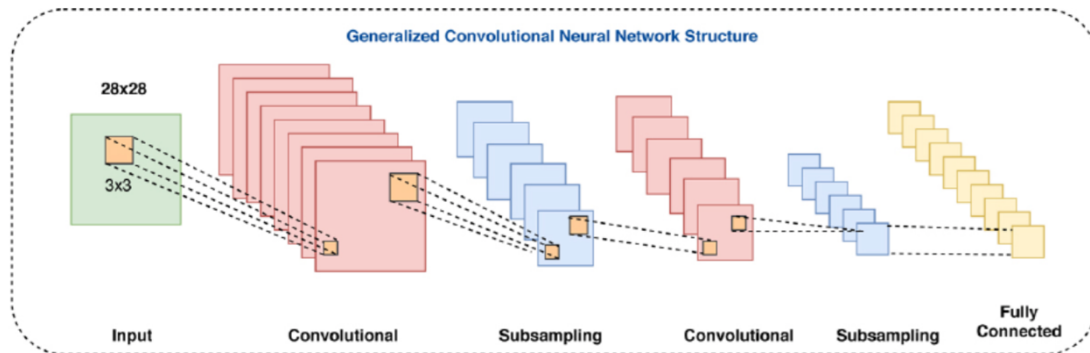 Generalized Convolutional Neural Network Structure
28x28
3x3
Input
Convolutional
Subsampling
Convolutional
Subsampling
Fully
Connected